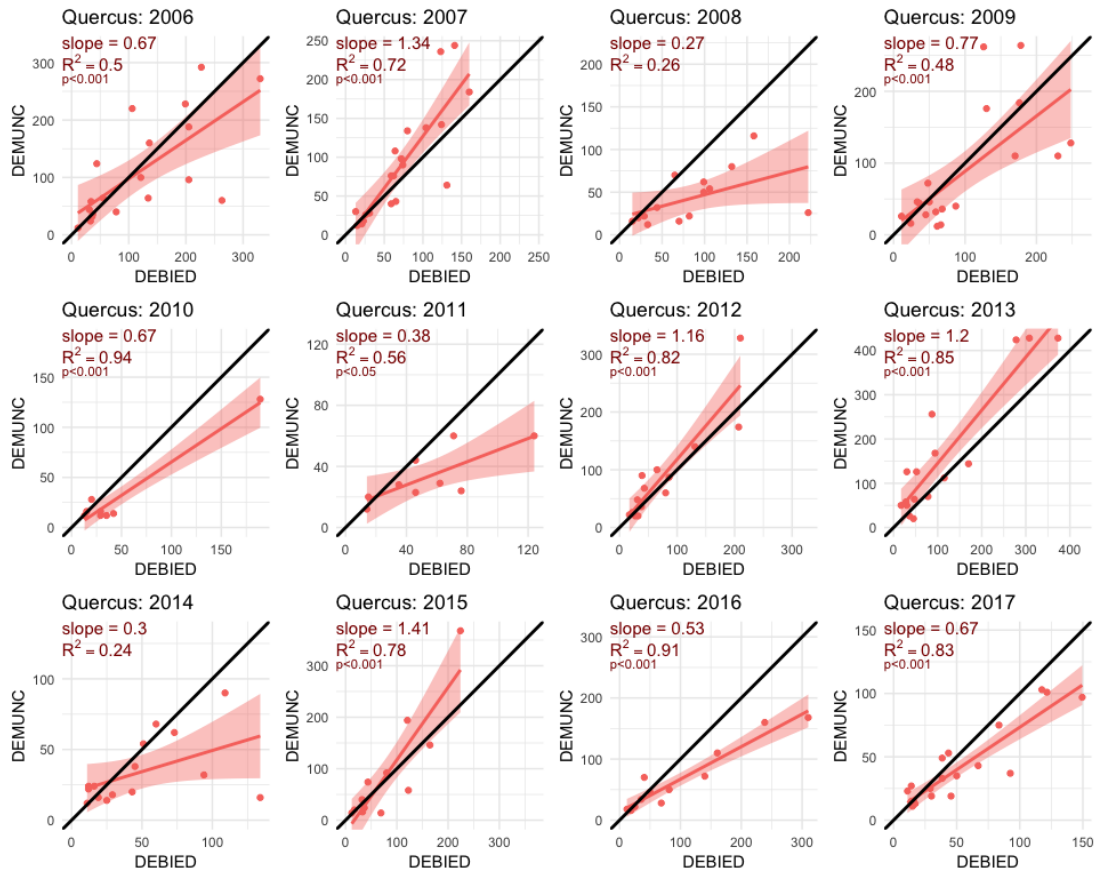 Quercus: 2006
slope = 0.67
R² = 0.5
p<0.001
DEMUNC
300
200
100
0
0 100 200 300
DEBIED
Quercus: 2007
slope = 1.34
R² = 0.72
p<0.001
DEMUNC
250
200
150
100
50
0
0 50 100 150 200 250
DEBIED
Quercus: 2008
slope = 0.27
R² = 0.26
DEMUNC
200
150
100
50
0
0 50 100 150 200
DEBIED
Quercus: 2009
slope = 0.77
R² = 0.48
p<0.001
DEMUNC
200
100
0
0 100 200
DEBIED
Quercus: 2010
slope = 0.67
R² = 0.94
p<0.001
DEMUNC
150
100
50
0
0 50 100 150
DEBIED
Quercus: 2011
slope = 0.38
R² = 0.56
p<0.05
DEMUNC
120
80
40
0
0 40 80 120
DEBIED
Quercus: 2012
slope = 1.16
R² = 0.82
p<0.001
DEMUNC
300
200
100
0
0 100 200 300
DEBIED
Quercus: 2013
slope = 1.2
R² = 0.85
p<0.001
DEMUNC
400
300
200
100
0
0 100 200 300 400
DEBIED
Quercus: 2014
slope = 0.3
R² = 0.24
DEMUNC
100
50
0
0 50 100
DEBIED
Quercus: 2015
slope = 1.41
R² = 0.78
p<0.001
DEMUNC
300
200
100
0
0 100 200 300
DEBIED
Quercus: 2016
slope = 0.53
R² = 0.91
p<0.001
DEMUNC
300
200
100
0
0 100 200 300
DEBIED
Quercus: 2017
slope = 0.67
R² = 0.83
p<0.001
DEMUNC
100
50
0
0 50 100 150
DEBIED